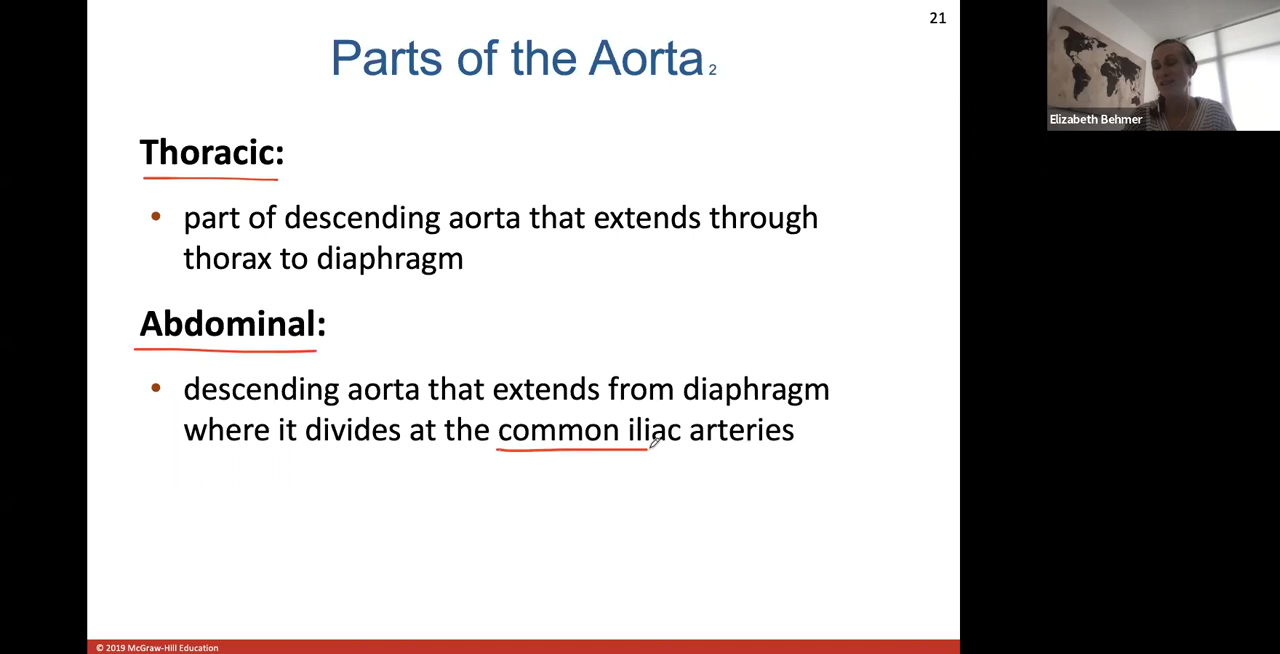 21
Parts of the Aorta 2
Thoracic:
• part of descending aorta that extends through
thorax to diaphragm
Abdominal:
• descending aorta that extends from diaphragm
where it divides at the common iliac arteries
© 2019 McGraw-Hill Education
Elizabeth Behmer